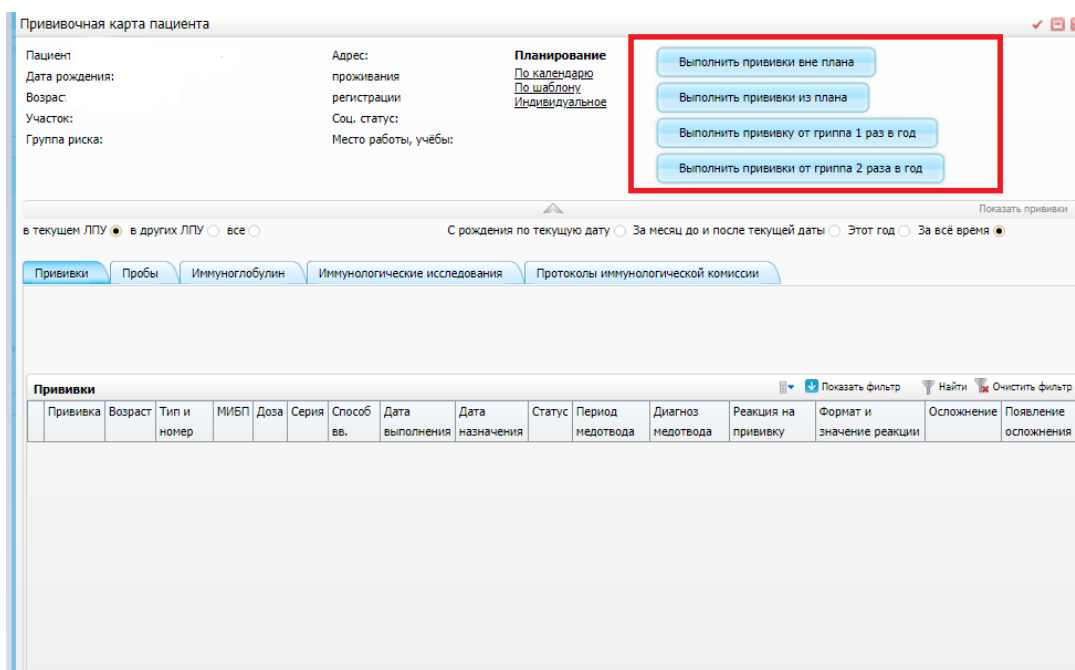 Прививочная карта пациента
Пациент
Дата рождения:
Возрас
Участок:
Группа риска:
Адрес:
проживания
регистрации
Соц. статус:
Место работы, учёбы:
Планирование
По календарю
По шаблону
Индивидуальное
Выполнить прививки вне плана
Выполнить прививки из плана
Выполнить прививку от гриппа 1 раз в год
Выполнить прививки от гриппа 2 раза в год
Показать прививки
в текущем ЛПУ в других ЛПУ все С рождения по текущую дату За месяц до и после текущей даты Этот год За всё время
Прививки Пробы Иммуноглобулин Иммунологические исследования Протоколы иммунологической комиссии
Прививки Показать фильтр Найти Очистить фильтр
Прививка Возраст Тип и номер МИБП Доза Серия Способ вв. Дата выполнения Дата назначения Статус Период медотвода Диагноз медотвода Реакция на прививку Формат и значение реакции Осложнение Появление осложнения